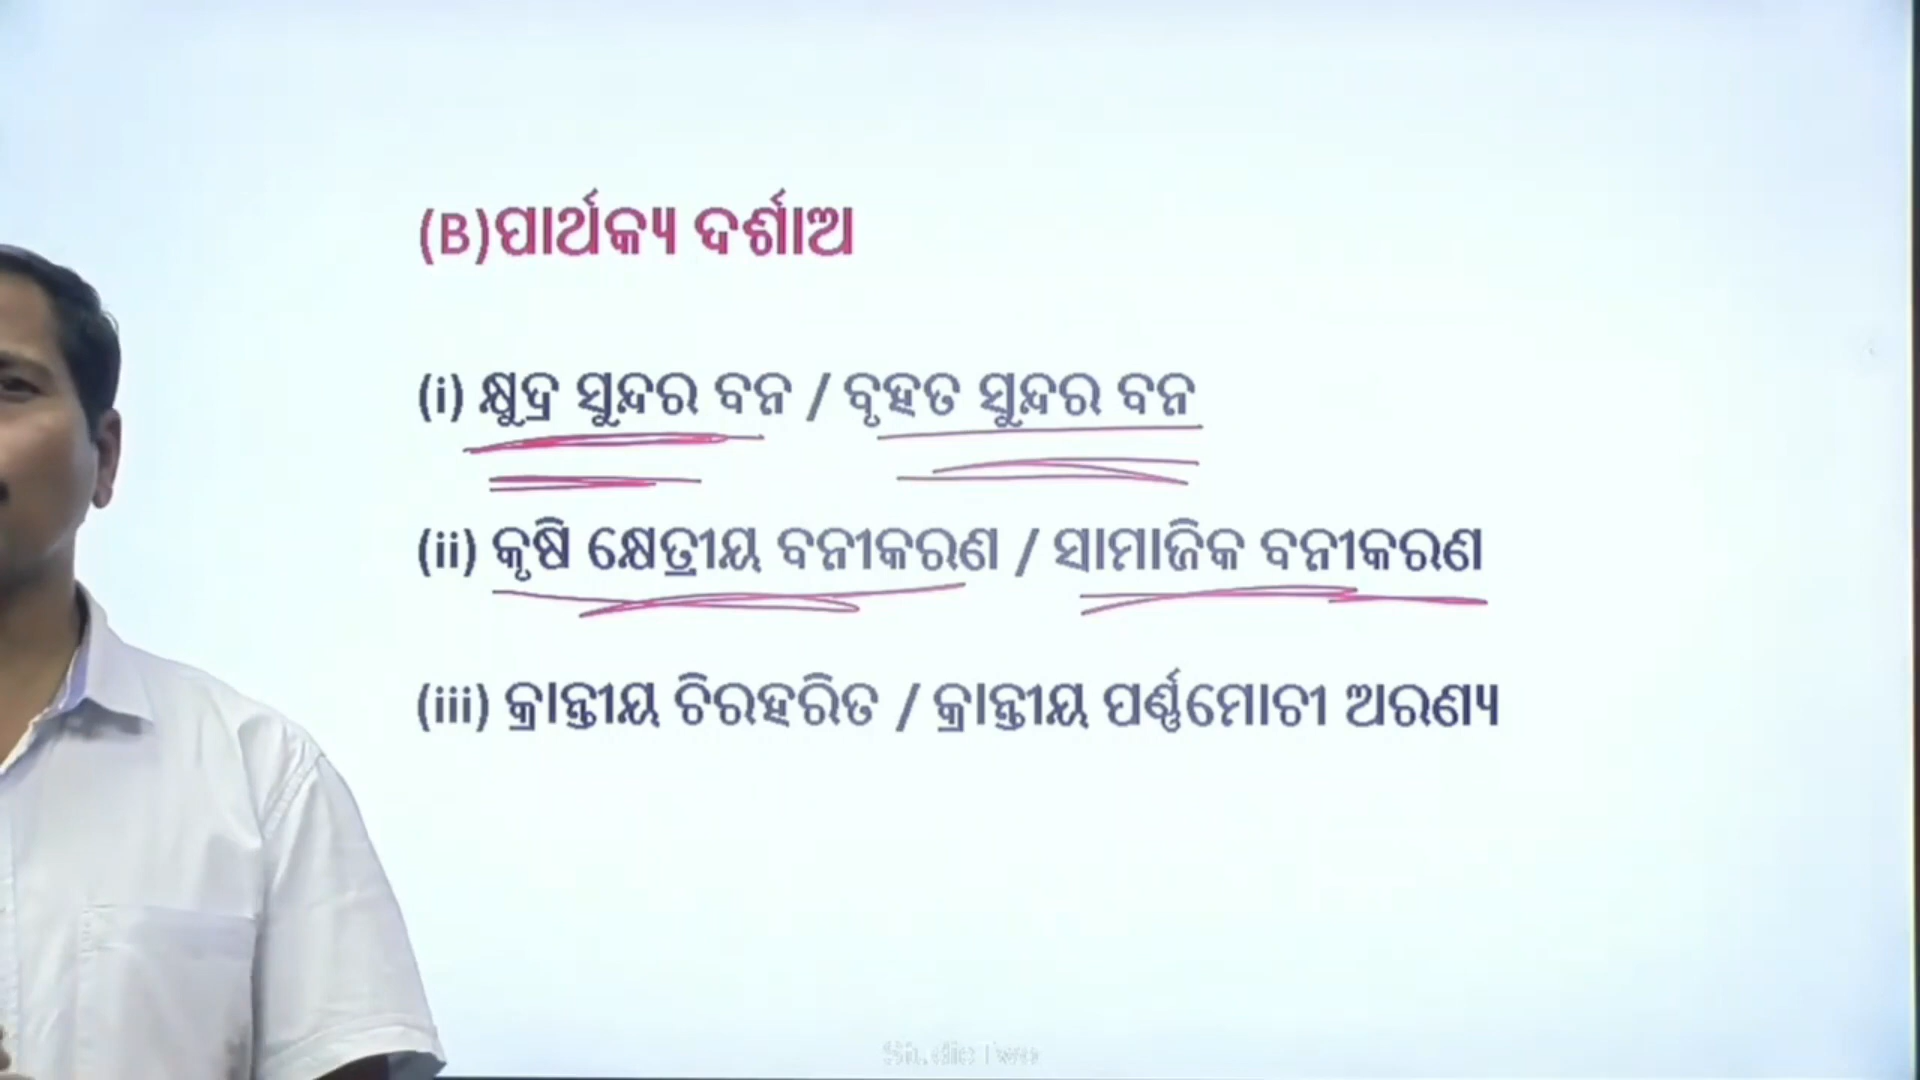 (B)ପାର୍ଥକ୍ୟ ଦର୍ଶାଅ
(i) କ୍ଷୁଦ୍ର ସୁନ୍ଦର ବନ / ବୃହତ ସୁନ୍ଦର ବନ
(ii) କୃଷି କ୍ଷେତ୍ରୀୟ ବନୀକରଣ / ସାମାଜିକ ବନୀକରଣ
(iii) କ୍ରାନ୍ତୀୟ ଚିରହରିତ / କ୍ରାନ୍ତୀୟ ପର୍ଣ୍ଣମୋଚୀ ଅରଣ୍ୟ